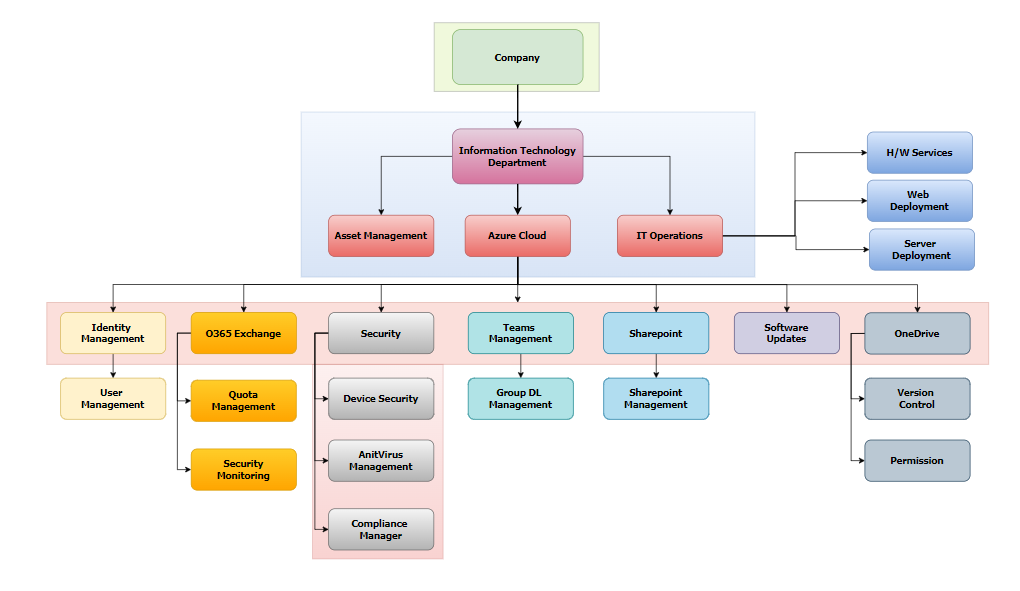 Company
Information Technology
Department
H/W Services
Web
Deployment
Asset Management
Azure Cloud
IT Operations
Server
Deployment
Identity
Management
O365 Exchange
Security
Teams
Management
Sharepoint
Software
Updates
OneDrive
User
Management
Quota
Management
Device Security
Group DL
Management
Sharepoint
Management
Version
Control
Security
Monitoring
AnitVirus
Management
Permission
Compliance
Manager